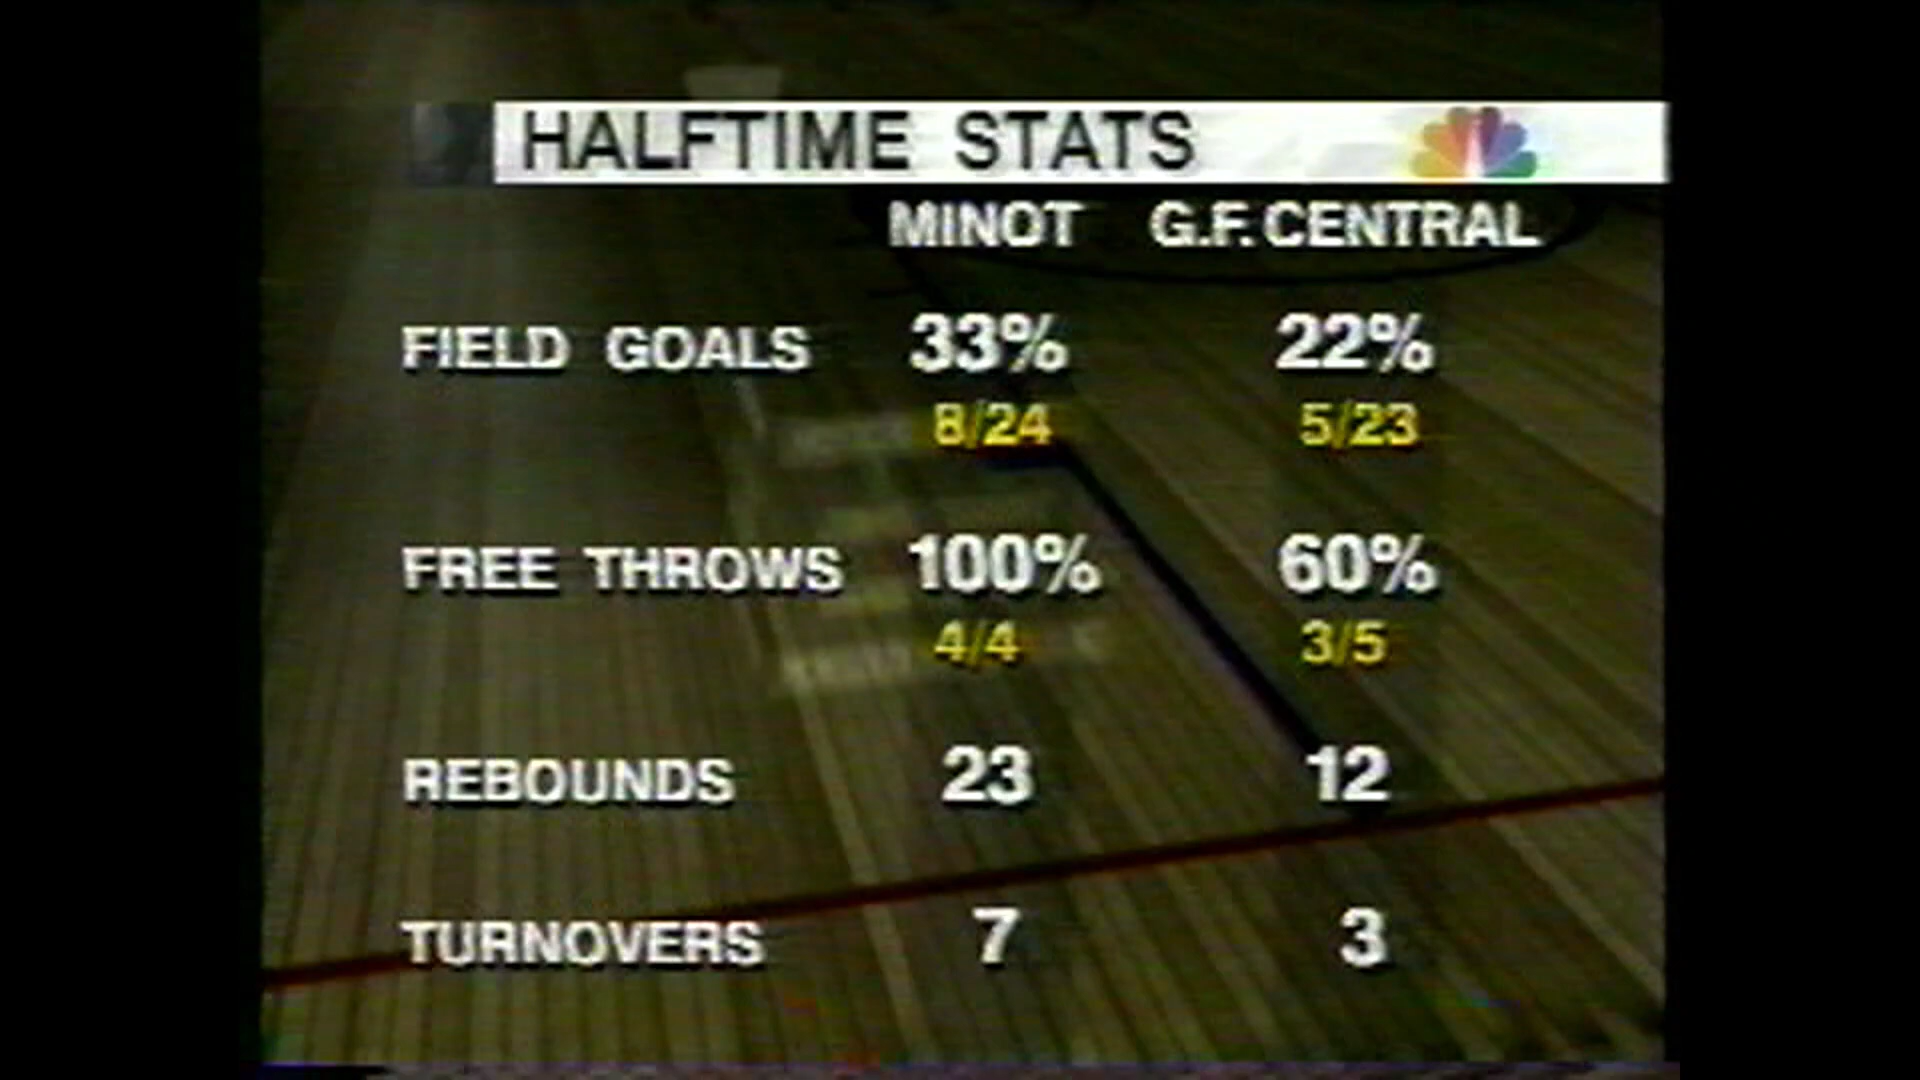 HALFTIME STATS
MINOT G.F. CENTRAL
FIELD GOALS 33% 22%
8/24 5/23
FREE THROWS 100% 60%
4/4 3/5
REBOUNDS 23 12
TURNOVERS 7 3